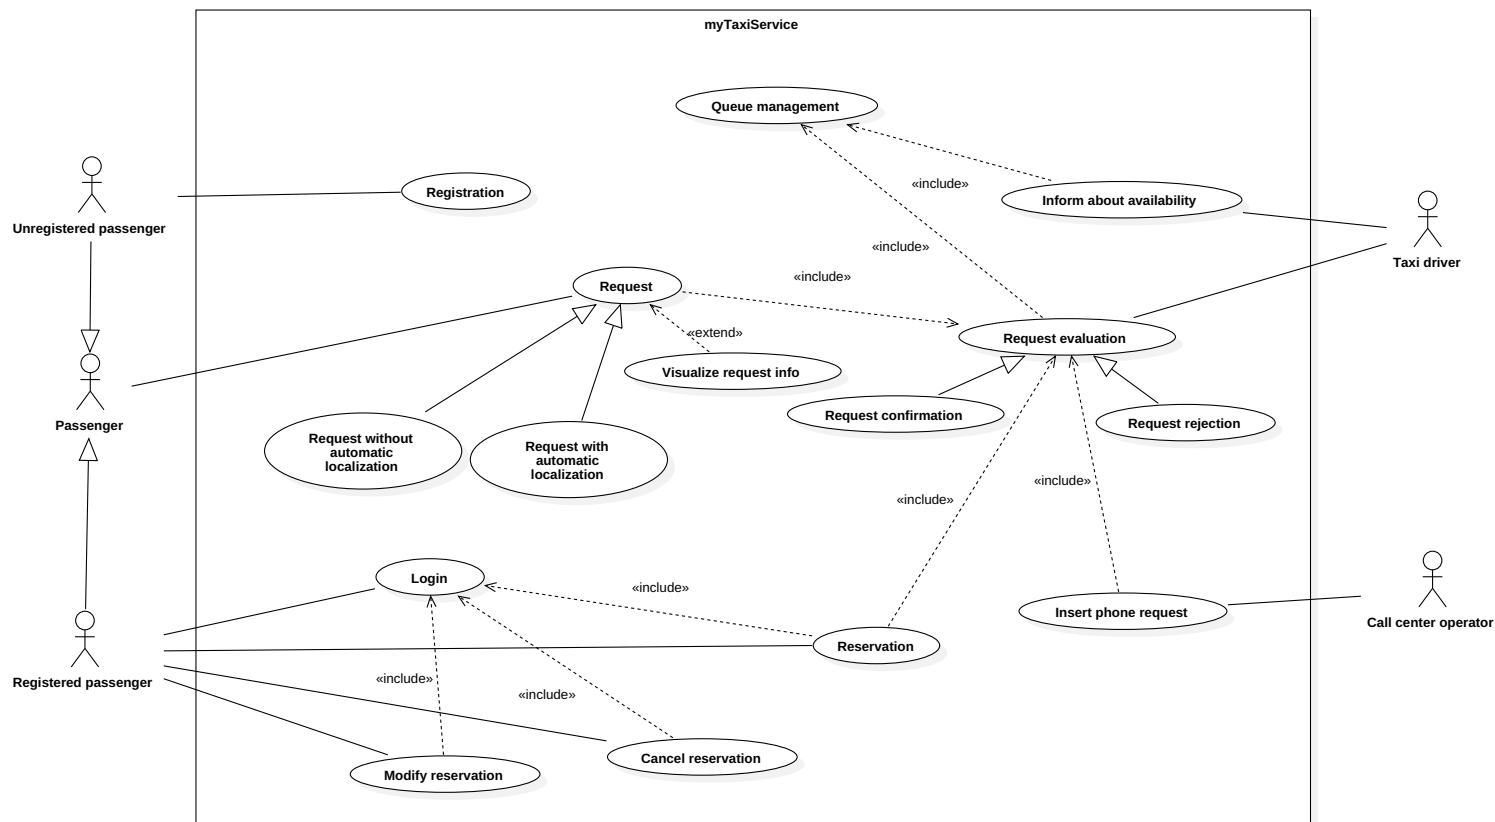 myTaxiService
Queue management
«include»
Registration
Inform about availability
Unregistered passenger
«include»
Taxi driver
«include»
Request
«extend»
Request evaluation
Visualize request info
Passenger
Request confirmation
Request rejection
Request without
automatic
localization
Request with
automatic
localization
«include»
«include»
Login
«include»
Insert phone request
Call center operator
Reservation
Registered passenger
«include»
«include»
Cancel reservation
Modify reservation